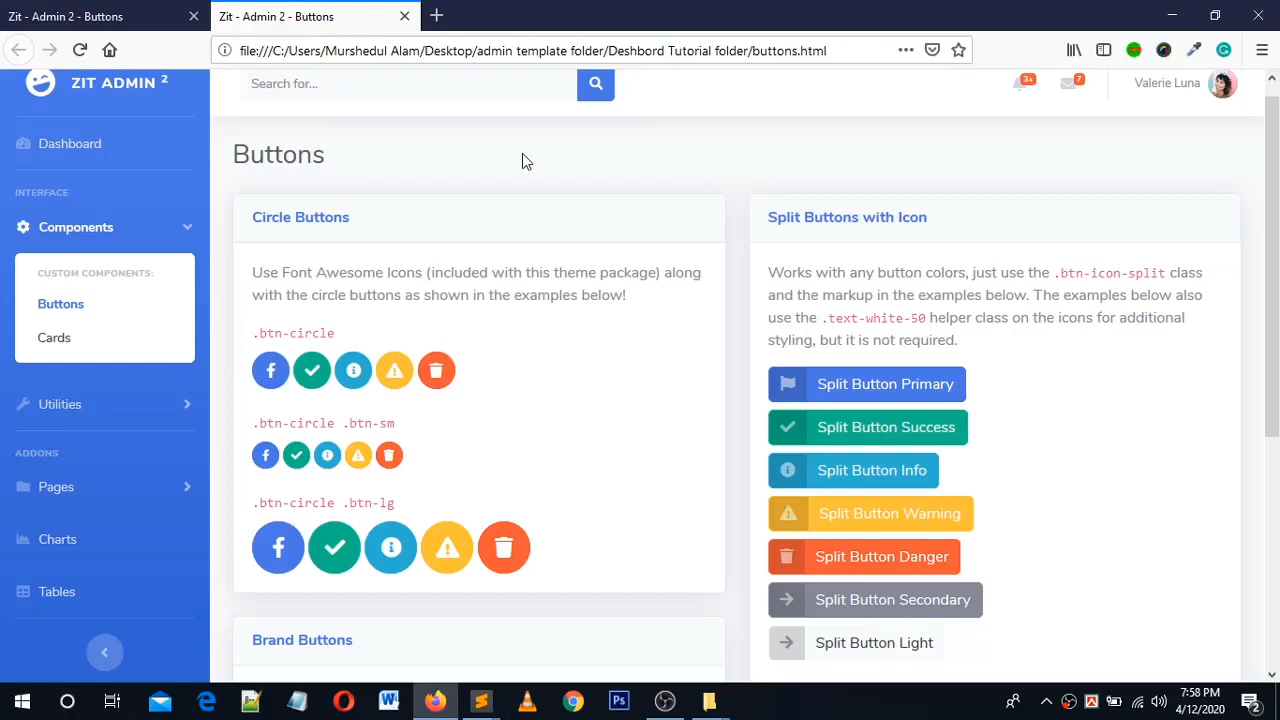 Zit - Admin 2 - Buttons
Zit - Admin 2 - Buttons
file:///C:/Users/Murshedul Alam/Desktop/admin template folder/Deshbord Tutorial folder/buttons.html
ZIT ADMIN 2
Search for...
3+
7
Valerie Luna
Dashboard
INTERFACE
Components
CUSTOM COMPONENTS:
Buttons
Cards
Utilities
ADDONS
Pages
Charts
Tables
Buttons
Circle Buttons
Use Font Awesome Icons (included with this theme package) along
with the circle buttons as shown in the examples below!
.btn-circle
.btn-circle .btn-sm
.btn-circle .btn-lg
Brand Buttons
Split Buttons with Icon
Works with any button colors, just use the .btn-icon-split class
and the markup in the examples below. The examples below also
use the .text-white-50 helper class on the icons for additional
styling, but it is not required.
Split Button Primary
Split Button Success
Split Button Info
Split Button Warning
Split Button Danger
Split Button Secondary
Split Button Light
7:58 PM
4/12/2020
2